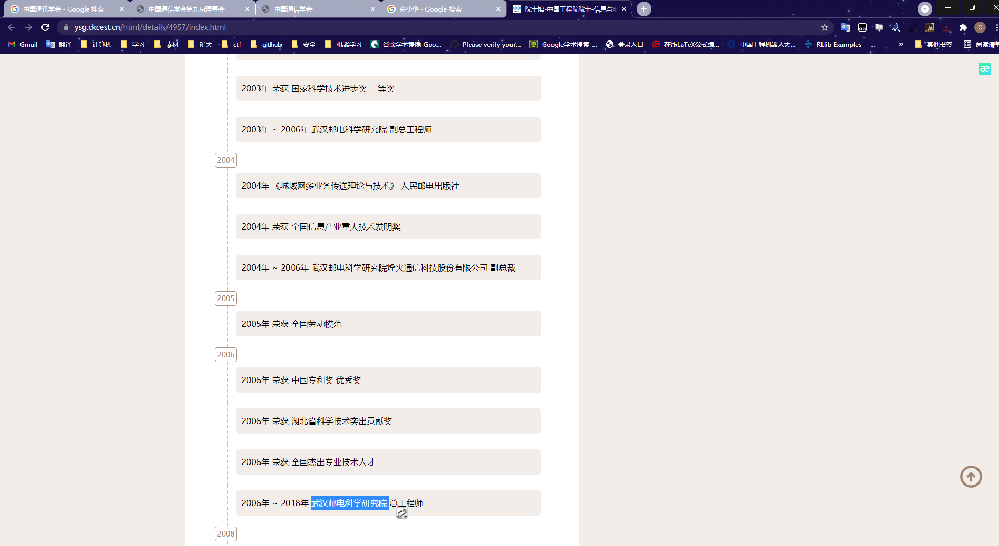 中国通讯学会 - Google 搜索
中国通信学会第九届理事会
中国通信学会
余少华 - Google 搜索
院士馆-中国工程院院士-信息与电
ysg.ckcest.cn/html/details/4957/index.html
Gmail
翻译
计算机
学习
素材
矿大
ctf
github
安全
机器学习
谷歌学术镜像_Goo...
Please verify your...
Google学术搜索_...
登录入口
在线LaTeX公式编...
中国工程机器人大...
RLlib Examples —...
»
其他书签
阅读清单
C
æ
2003年 荣获 国家科学技术进步奖 二等奖
2003年 ~ 2006年 武汉邮电科学研究院 副总工程师
2004
2004年 《城域网多业务传送理论与技术》 人民邮电出版社
2004年 荣获 全国信息产业重大技术发明奖
2004年 ~ 2006年 武汉邮电科学研究院烽火通信科技股份有限公司 副总裁
2005
2005年 荣获 全国劳动模范
2006
2006年 荣获 中国专利奖 优秀奖
2006年 荣获 湖北省科学技术突出贡献奖
2006年 荣获 全国杰出专业技术人才
2006年 ~ 2018年 武汉邮电科学研究院 总工程师
2008